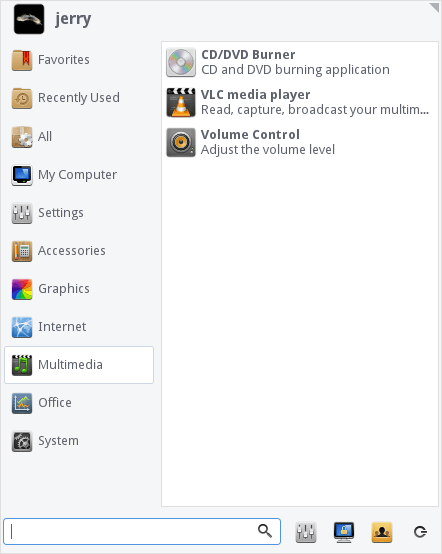 jerry
Favorites
Recently Used
All
My Computer
Settings
Accessories
Graphics
Internet
Multimedia
Office
System
CD/DVD Burner
CD and DVD burning application
VLC media player
Read, capture, broadcast your multim...
Volume Control
Adjust the volume level